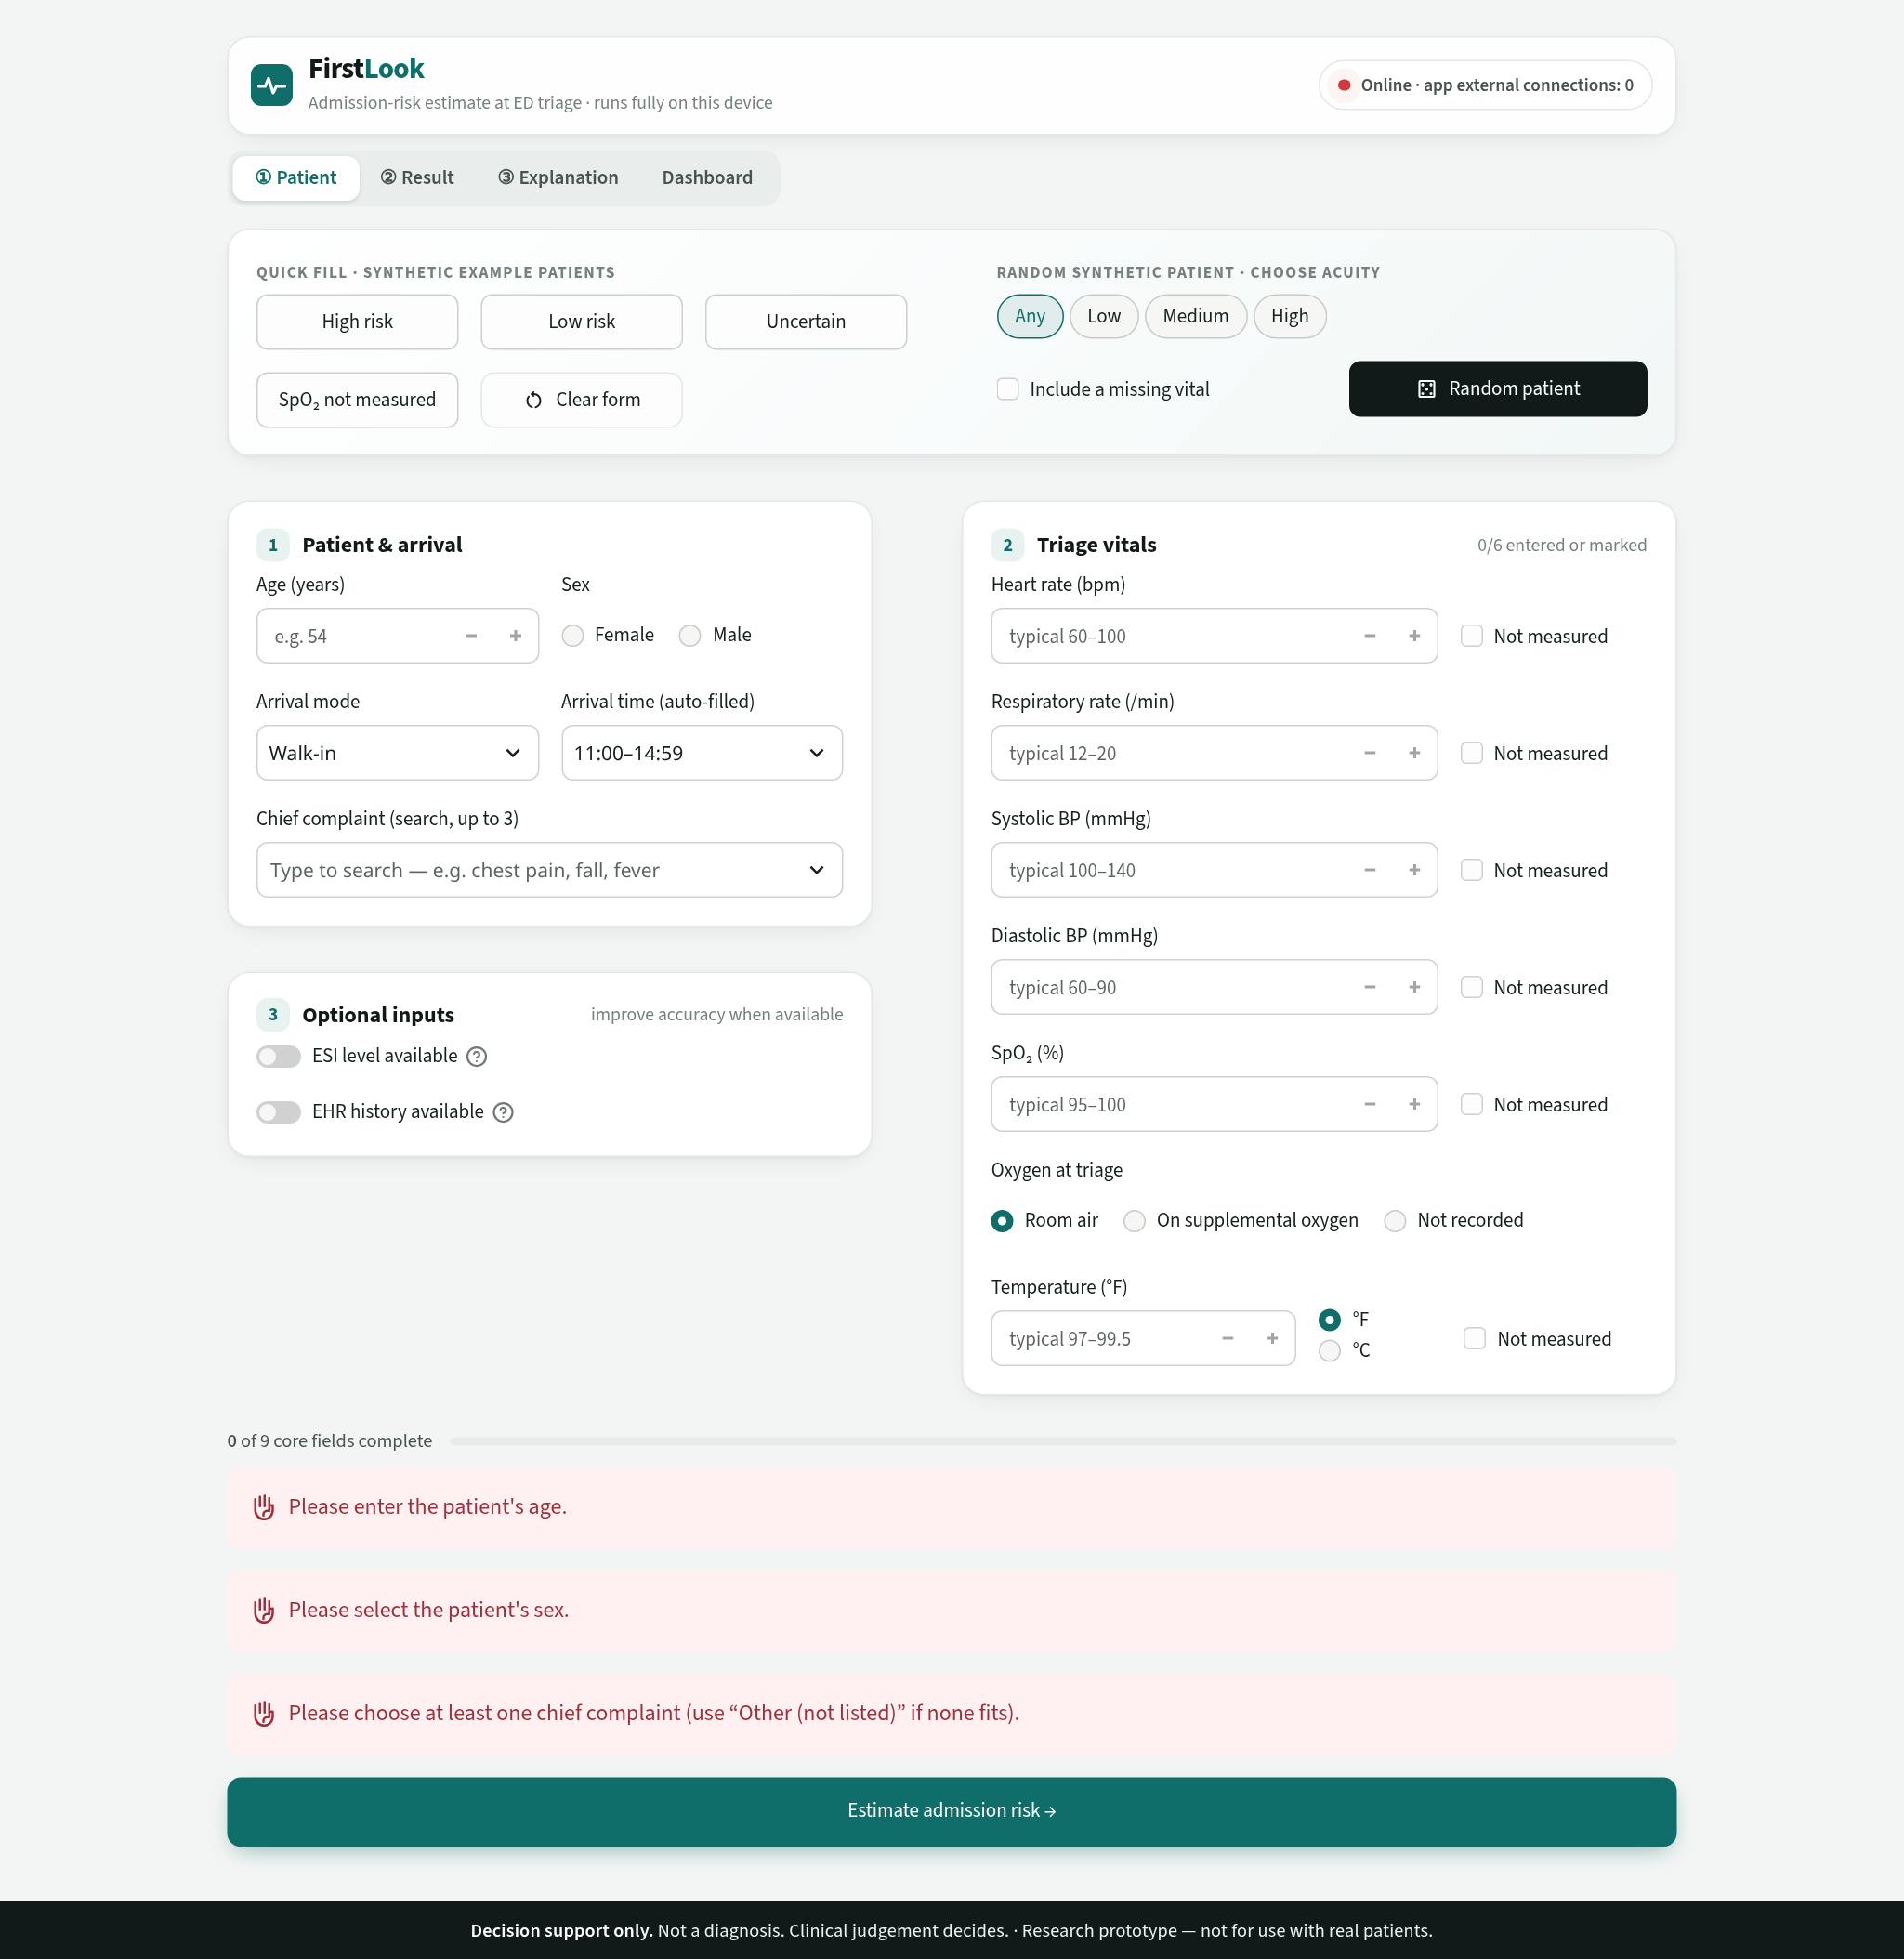 FirstLook
Admission-risk estimate at ED triage · runs fully on this device
Online · app external connections: 0
① Patient
② Result
③ Explanation
Dashboard
QUICK FILL · SYNTHETIC EXAMPLE PATIENTS
High risk
Low risk
Uncertain
SpO₂ not measured
Clear form
RANDOM SYNTHETIC PATIENT · CHOOSE ACUITY
Any
Low
Medium
High
Include a missing vital
Random patient
1 Patient & arrival
Age (years)
e.g. 54
Sex
Female
Male
Arrival mode
Walk-in
Arrival time (auto-filled)
11:00–14:59
Chief complaint (search, up to 3)
Type to search — e.g. chest pain, fall, fever
3 Optional inputs
improve accuracy when available
ESI level available
EHR history available
2 Triage vitals
0/6 entered or marked
Heart rate (bpm)
typical 60–100
Not measured
Respiratory rate (/min)
typical 12–20
Not measured
Systolic BP (mmHg)
typical 100–140
Not measured
Diastolic BP (mmHg)
typical 60–90
Not measured
SpO₂ (%)
typical 95–100
Not measured
Oxygen at triage
Room air
On supplemental oxygen
Not recorded
Temperature (°F)
typical 97–99.5
°F
°C
Not measured
0 of 9 core fields complete
Please enter the patient's age.
Please select the patient's sex.
Please choose at least one chief complaint (use “Other (not listed)” if none fits).
Estimate admission risk →
Decision support only. Not a diagnosis. Clinical judgement decides. · Research prototype — not for use with real patients.